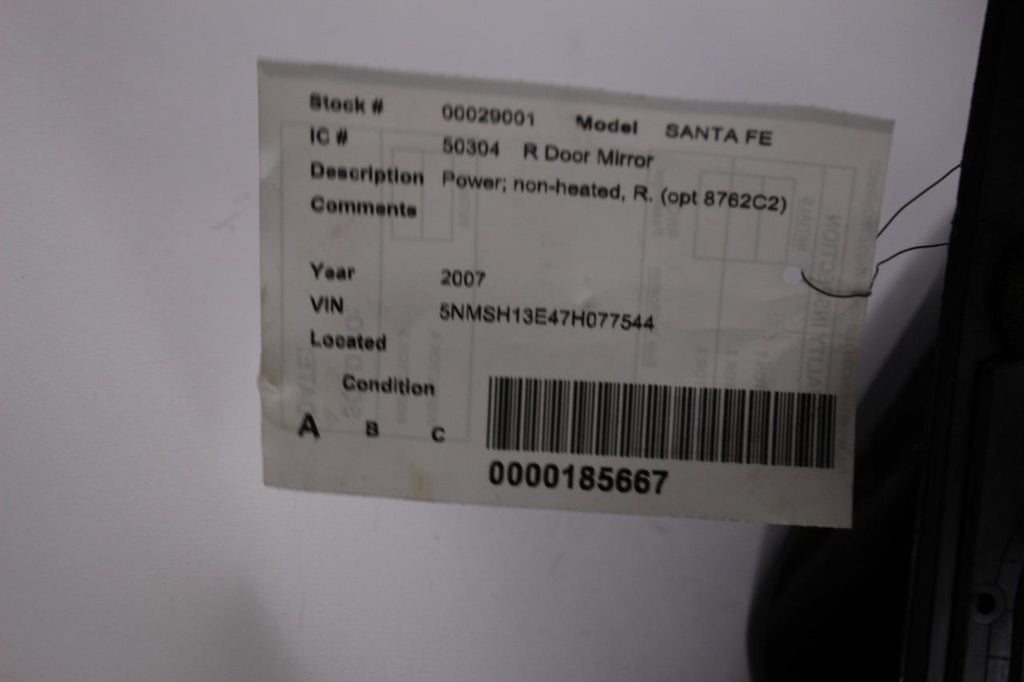 Stock # 00029001 Model SANTA FE
IC # 50304 R Door Mirror
Description Power; non-heated, R. (opt 8762C2)
Comments
Year 2007
VIN 5NMSH13E47H077544
Located
Condition
A B C
0000185667